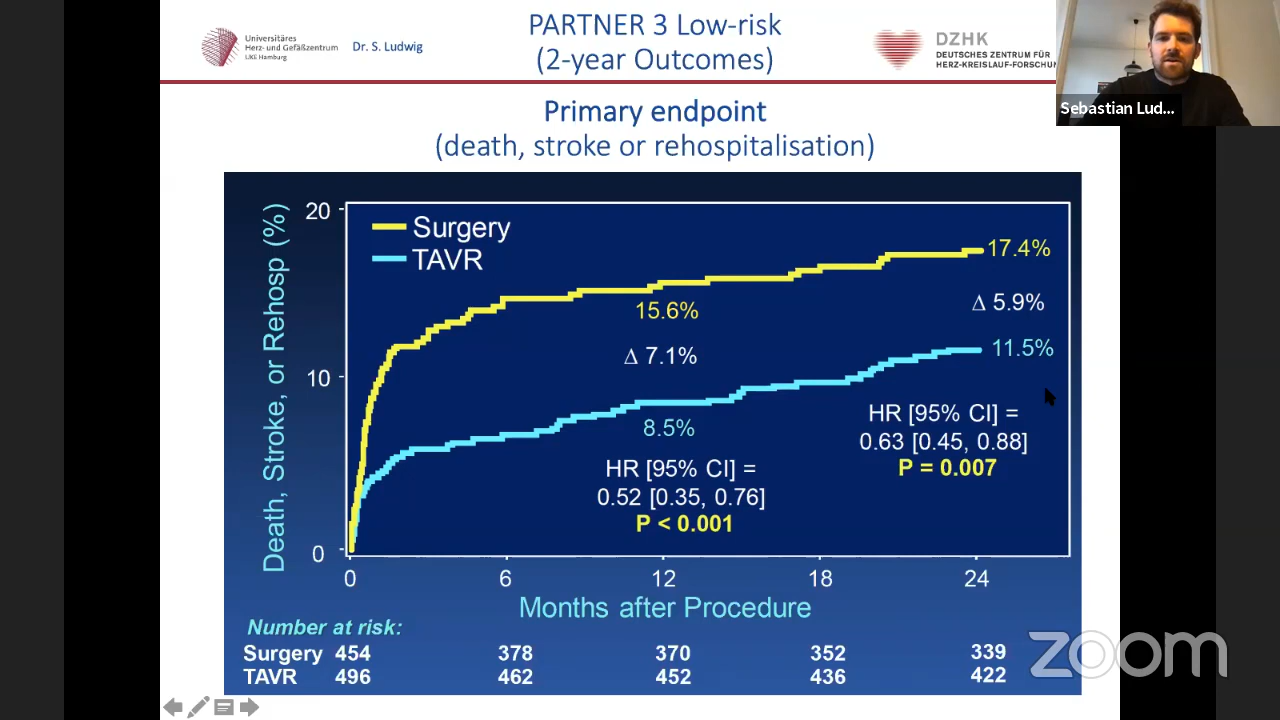 Universitäres
Herz- und Gefäßzentrum
UKE Hamburg
Dr. S. Ludwig
PARTNER 3 Low-risk
(2-year Outcomes)
DZHK
DEUTSCHES ZENTRUM FÜR
HERZ-KREISLAUF-FORSCHUN
Sebastian Lud...
Primary endpoint
(death, stroke or rehospitalisation)
Death, Stroke, or Rehosp (%)
20
10
0
Surgery
TAVR
17.4%
15.6%
Δ 5.9%
Δ 7.1%
11.5%
8.5%
HR [95% CI] =
0.63 [0.45, 0.88]
P = 0.007
HR [95% CI] =
0.52 [0.35, 0.76]
P < 0.001
0 6 12 18 24
Months after Procedure
Number at risk:
Surgery 454 378 370 352 339
TAVR 496 462 452 436 422
zoom